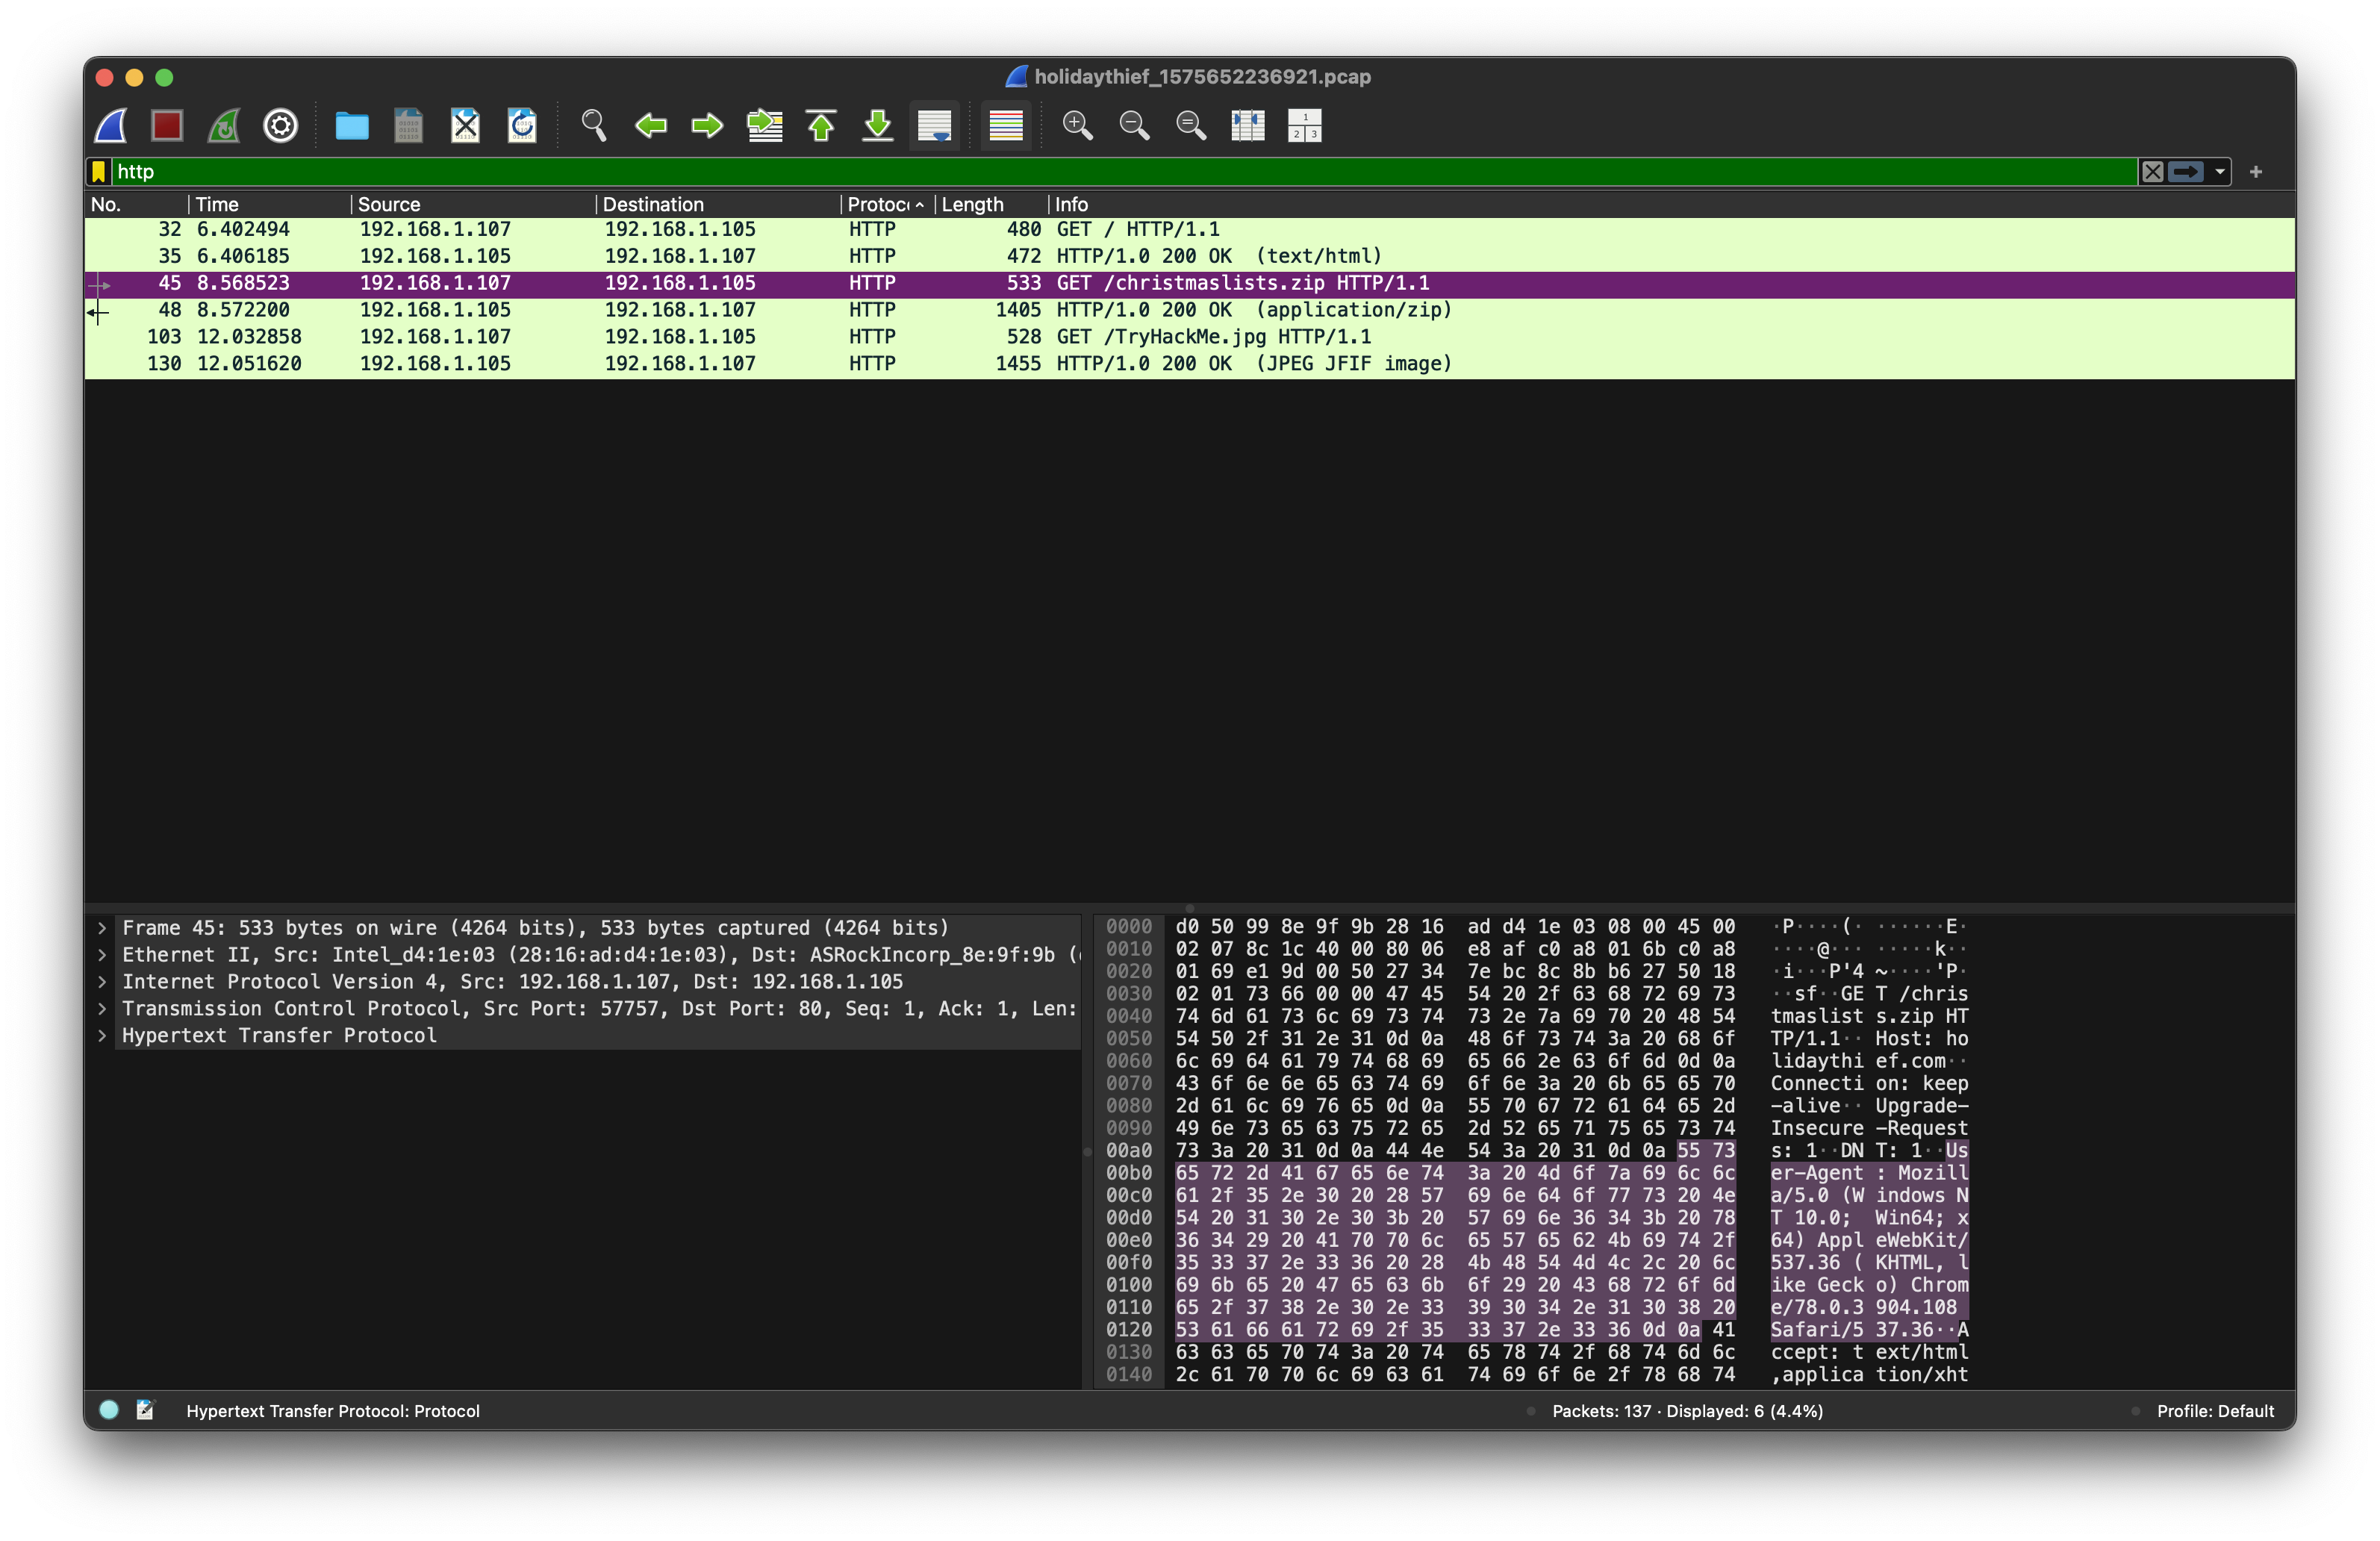 holidaythief_1575652236921.pcap
http
No. Time Source Destination Protoc Length Info
32 6.402494 192.168.1.107 192.168.1.105 HTTP 480 GET / HTTP/1.1
35 6.406185 192.168.1.105 192.168.1.107 HTTP 472 HTTP/1.0 200 OK (text/html)
45 8.568523 192.168.1.107 192.168.1.105 HTTP 533 GET /christmaslists.zip HTTP/1.1
48 8.572200 192.168.1.105 192.168.1.107 HTTP 1405 HTTP/1.0 200 OK (application/zip)
103 12.032858 192.168.1.107 192.168.1.105 HTTP 528 GET /TryHackMe.jpg HTTP/1.1
130 12.051620 192.168.1.105 192.168.1.107 HTTP 1455 HTTP/1.0 200 OK (JPEG JFIF image)
Frame 45: 533 bytes on wire (4264 bits), 533 bytes captured (4264 bits)
Ethernet II, Src: Intel_d4:1e:03 (28:16:ad:d4:1e:03), Dst: ASRockIncorp_8e:9f:9b (
Internet Protocol Version 4, Src: 192.168.1.107, Dst: 192.168.1.105
Transmission Control Protocol, Src Port: 57757, Dst Port: 80, Seq: 1, Ack: 1, Len:
Hypertext Transfer Protocol
0000 d0 50 99 8e 9f 9b 28 16 ad d4 1e 03 08 00 45 00 ·P····(· ······E·
0010 02 07 8c 1c 40 00 80 06 e8 af c0 a8 01 6b c0 a8 ····@··· ·····k··
0020 01 69 e1 9d 00 50 27 34 7e bc 8c 8b b6 27 50 18 ·i···P'4 ~····'P·
0030 02 01 73 66 00 00 47 45 54 20 2f 63 68 72 69 73 ··sf··GE T /chris
0040 74 6d 61 73 6c 69 73 74 73 2e 7a 69 70 20 48 54 tmaslist s.zip HT
0050 54 50 2f 31 2e 31 0d 0a 48 6f 73 74 3a 20 68 6f TP/1.1·· Host: ho
0060 6c 69 64 61 79 74 68 69 65 66 2e 63 6f 6d 0d 0a lidaythi ef.com··
0070 43 6f 6e 6e 65 63 74 69 6f 6e 3a 20 6b 65 65 70 Connecti on: keep
0080 2d 61 6c 69 76 65 0d 0a 55 70 67 72 61 64 65 2d -alive·· Upgrade-
0090 49 6e 73 65 63 75 72 65 2d 52 65 71 75 65 73 74 Insecure -Request
00a0 73 3a 20 31 0d 0a 44 4e 54 3a 20 31 0d 0a 55 73 s: 1··DN T: 1··Us
00b0 65 72 2d 41 67 65 6e 74 3a 20 4d 6f 7a 69 6c 6c er-Agent : Mozill
00c0 61 2f 35 2e 30 20 28 57 69 6e 64 6f 77 73 20 4e a/5.0 (W indows N
00d0 54 20 31 30 2e 30 3b 20 57 69 6e 36 34 3b 20 78 T 10.0; Win64; x
00e0 36 34 29 20 41 70 70 6c 65 57 65 62 4b 69 74 2f 64) Appl eWebKit/
00f0 35 33 37 2e 33 36 20 28 4b 48 54 4d 4c 2c 20 6c 537.36 ( KHTML, l
0100 69 6b 65 20 47 65 63 6b 6f 29 20 43 68 72 6f 6d ike Geck o) Chrom
0110 65 2f 37 38 2e 30 2e 33 39 30 34 2e 31 30 38 20 e/78.0.3 904.108
0120 53 61 66 61 72 69 2f 35 33 37 2e 33 36 0d 0a 41 Safari/5 37.36··A
0130 63 63 65 70 74 3a 20 74 65 78 74 2f 68 74 6d 6c ccept: t ext/html
0140 2c 61 70 70 6c 69 63 61 74 69 6f 6e 2f 78 68 74 ,applica tion/xht
Hypertext Transfer Protocol: Protocol Packets: 137 · Displayed: 6 (4.4%) Profile: Default